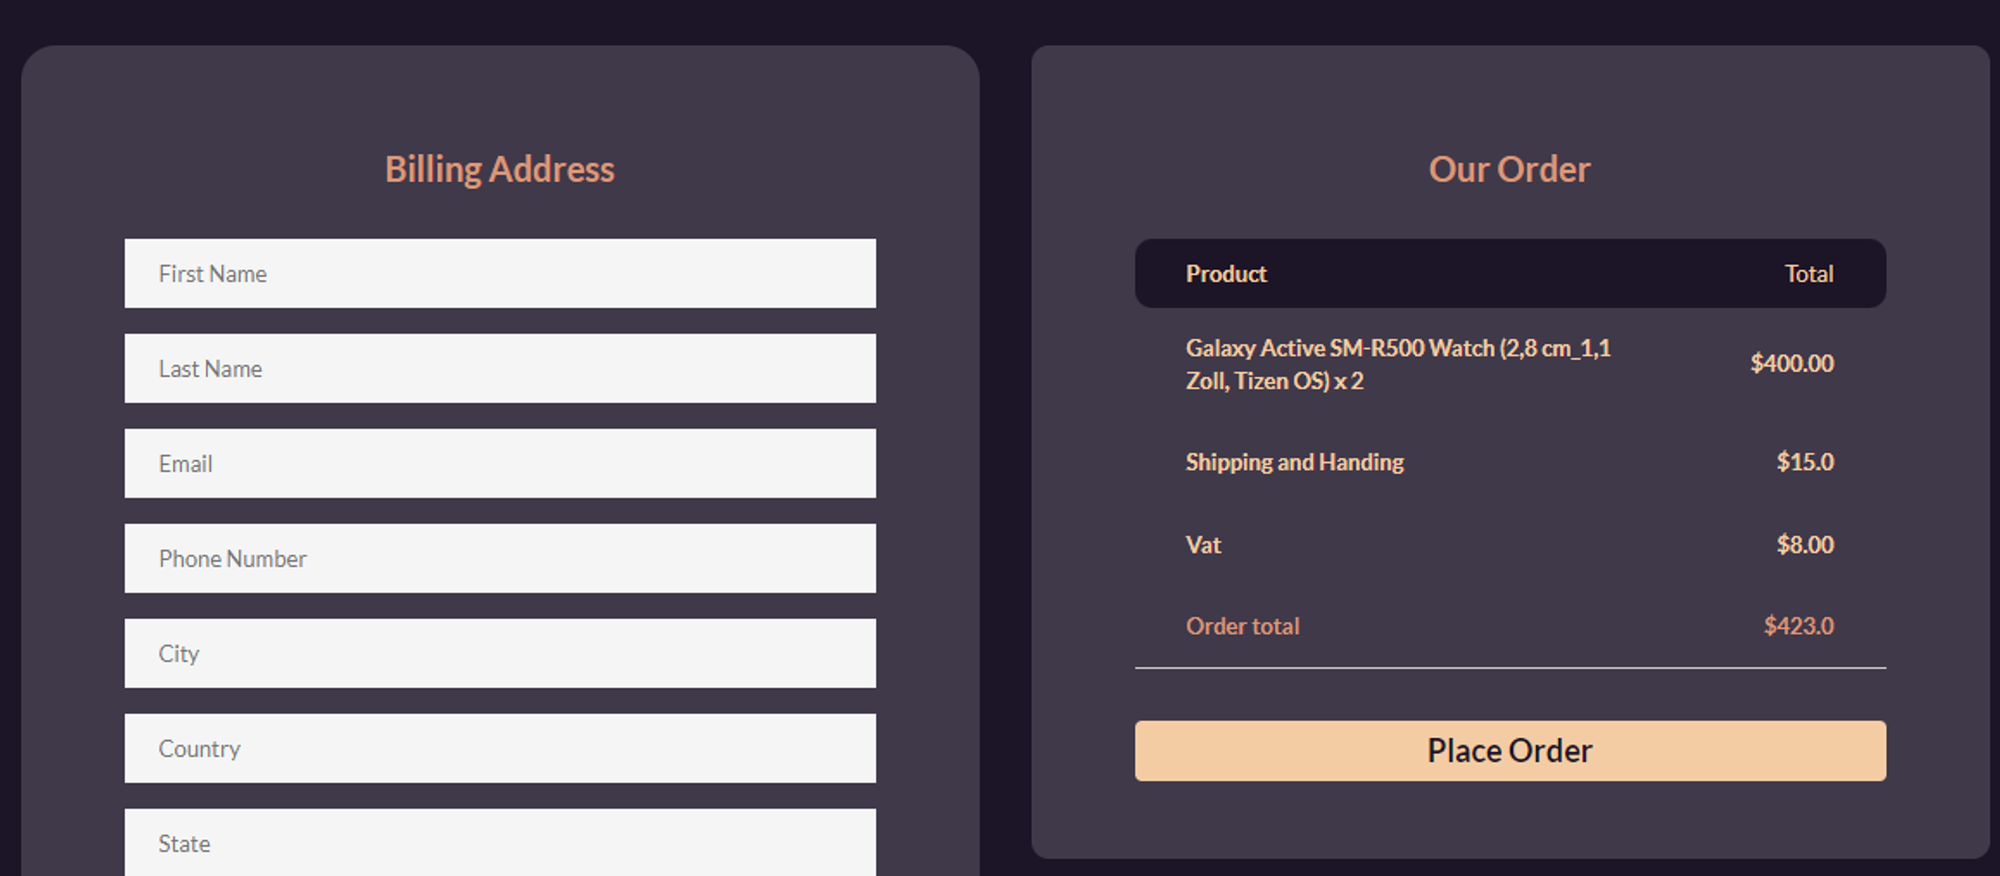 Billing Address
First Name
Last Name
Email
Phone Number
City
Country
State
Our Order
Product Total
Galaxy Active SM-R500 Watch (2,8 cm_1,1
Zoll, Tizen OS) x 2 $400.00
Shipping and Handing $15.0
Vat $8.00
Order total $423.0
Place Order